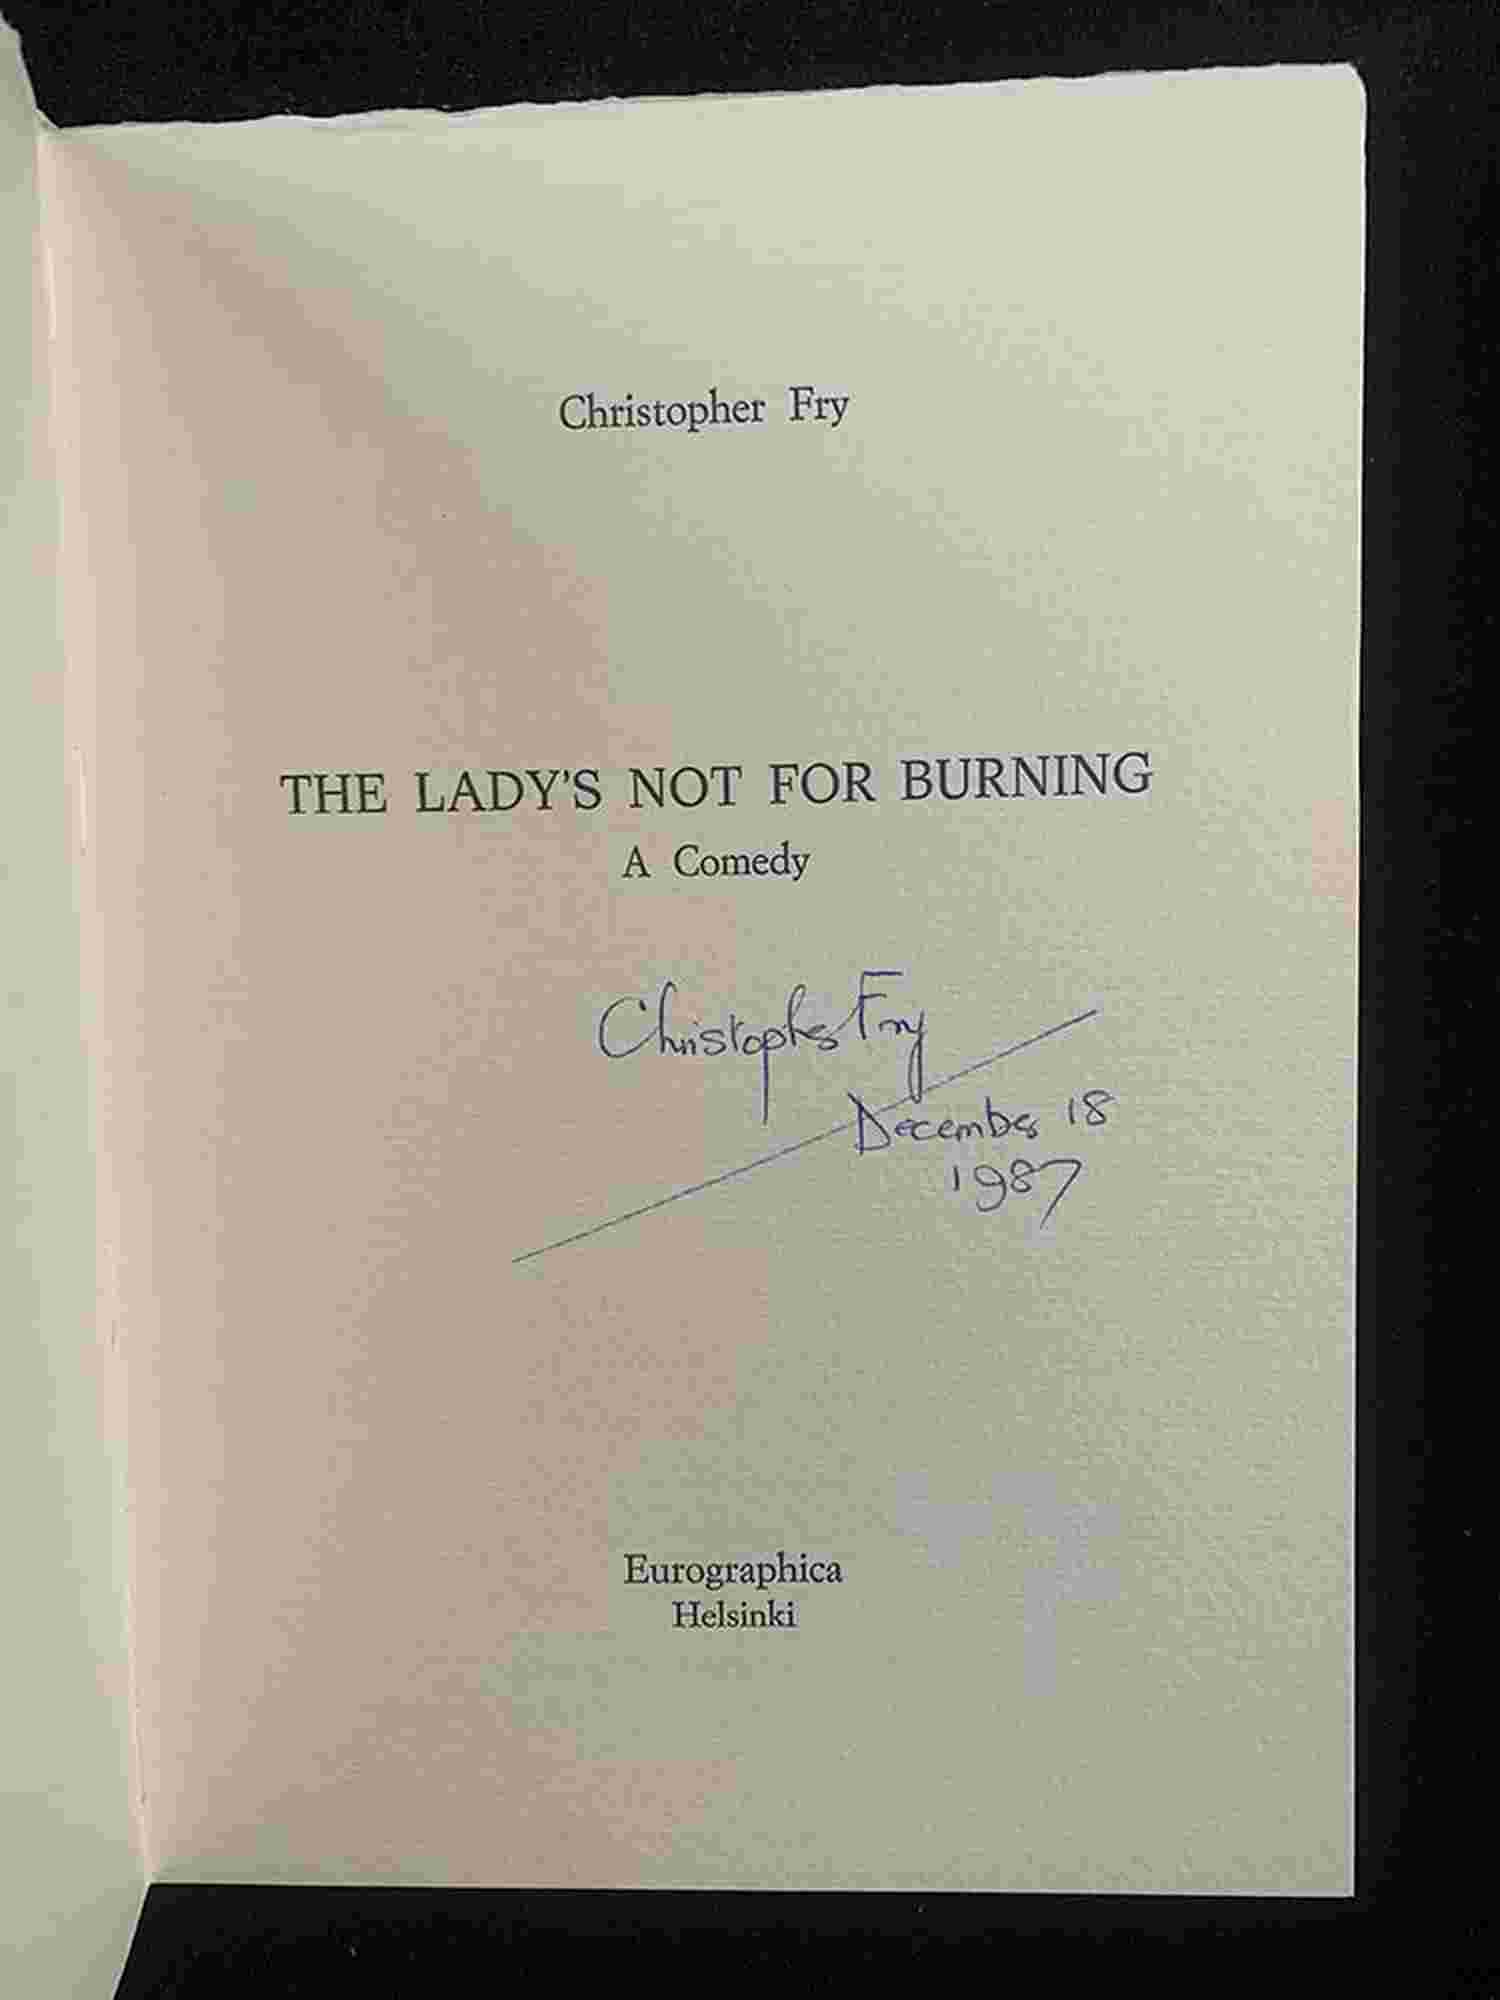 Christopher Fry
THE LADY'S NOT FOR BURNING
A Comedy
Christopher Fry
December 18
1987
Eurographica
Helsinki